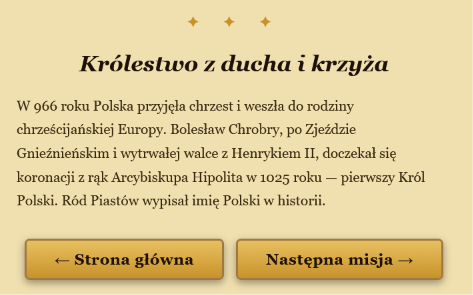 Królestwo z ducha i krzyża
W 966 roku Polska przyjęła chrzest i weszła do rodziny
chrześcijańskiej Europy. Bolesław Chrobry, po Zjeździe
Gnieźnieńskim i wytrwałej walce z Henrykiem II, doczekał się
koronacji z rąk Arcybiskupa Hipolita w 1025 roku — pierwszy Król
Polski. Ród Piastów wypisał imię Polski w historii.
← Strona główna
Następna misja →